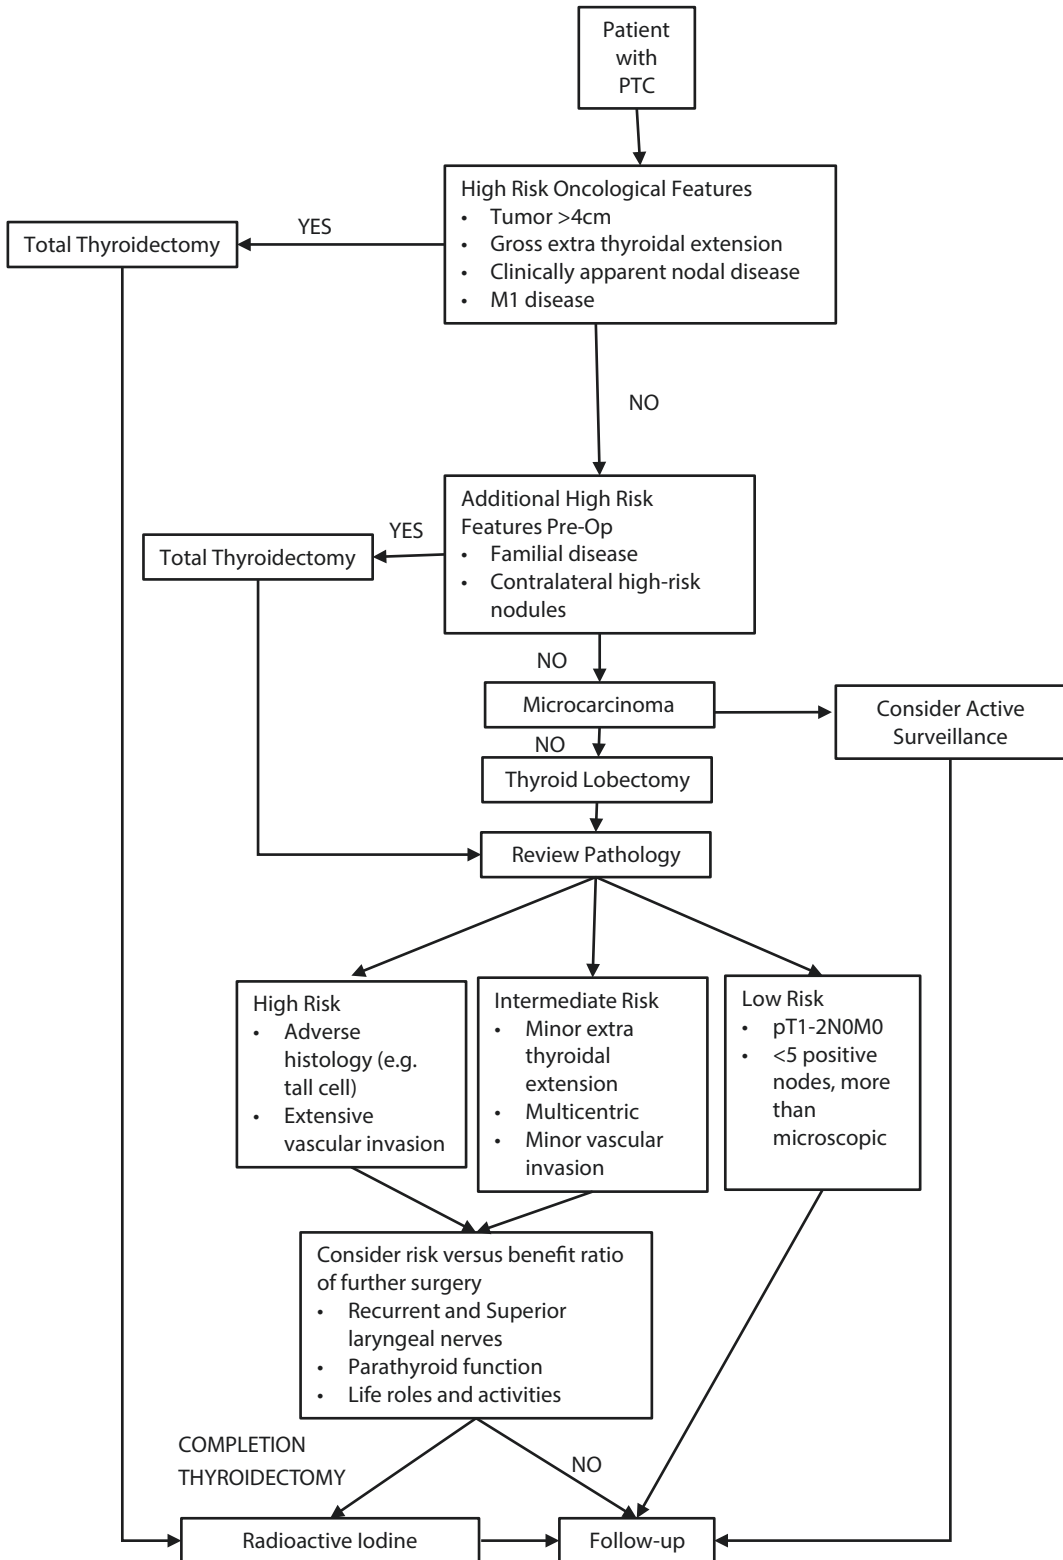 Patient
with
PTC
High Risk Oncological Features
• Tumor >4cm
• Gross extra thyroidal extension
• Clinically apparent nodal disease
• M1 disease
YES
Total Thyroidectomy
NO
Additional High Risk
Features Pre-Op
• Familial disease
• Contralateral high-risk
nodules
YES
Total Thyroidectomy
NO
Microcarcinoma
Consider Active
Surveillance
NO
Thyroid Lobectomy
Review Pathology
High Risk
• Adverse
histology (e.g.
tall cell)
• Extensive
vascular invasion
Intermediate Risk
• Minor extra
thyroidal
extension
• Multicentric
• Minor vascular
invasion
Low Risk
• pT1-2N0M0
• <5 positive
nodes, more
than
microscopic
Consider risk versus benefit ratio
of further surgery
• Recurrent and Superior
laryngeal nerves
• Parathyroid function
• Life roles and activities
COMPLETION
THYROIDECTOMY
NO
Radioactive Iodine
Follow-up